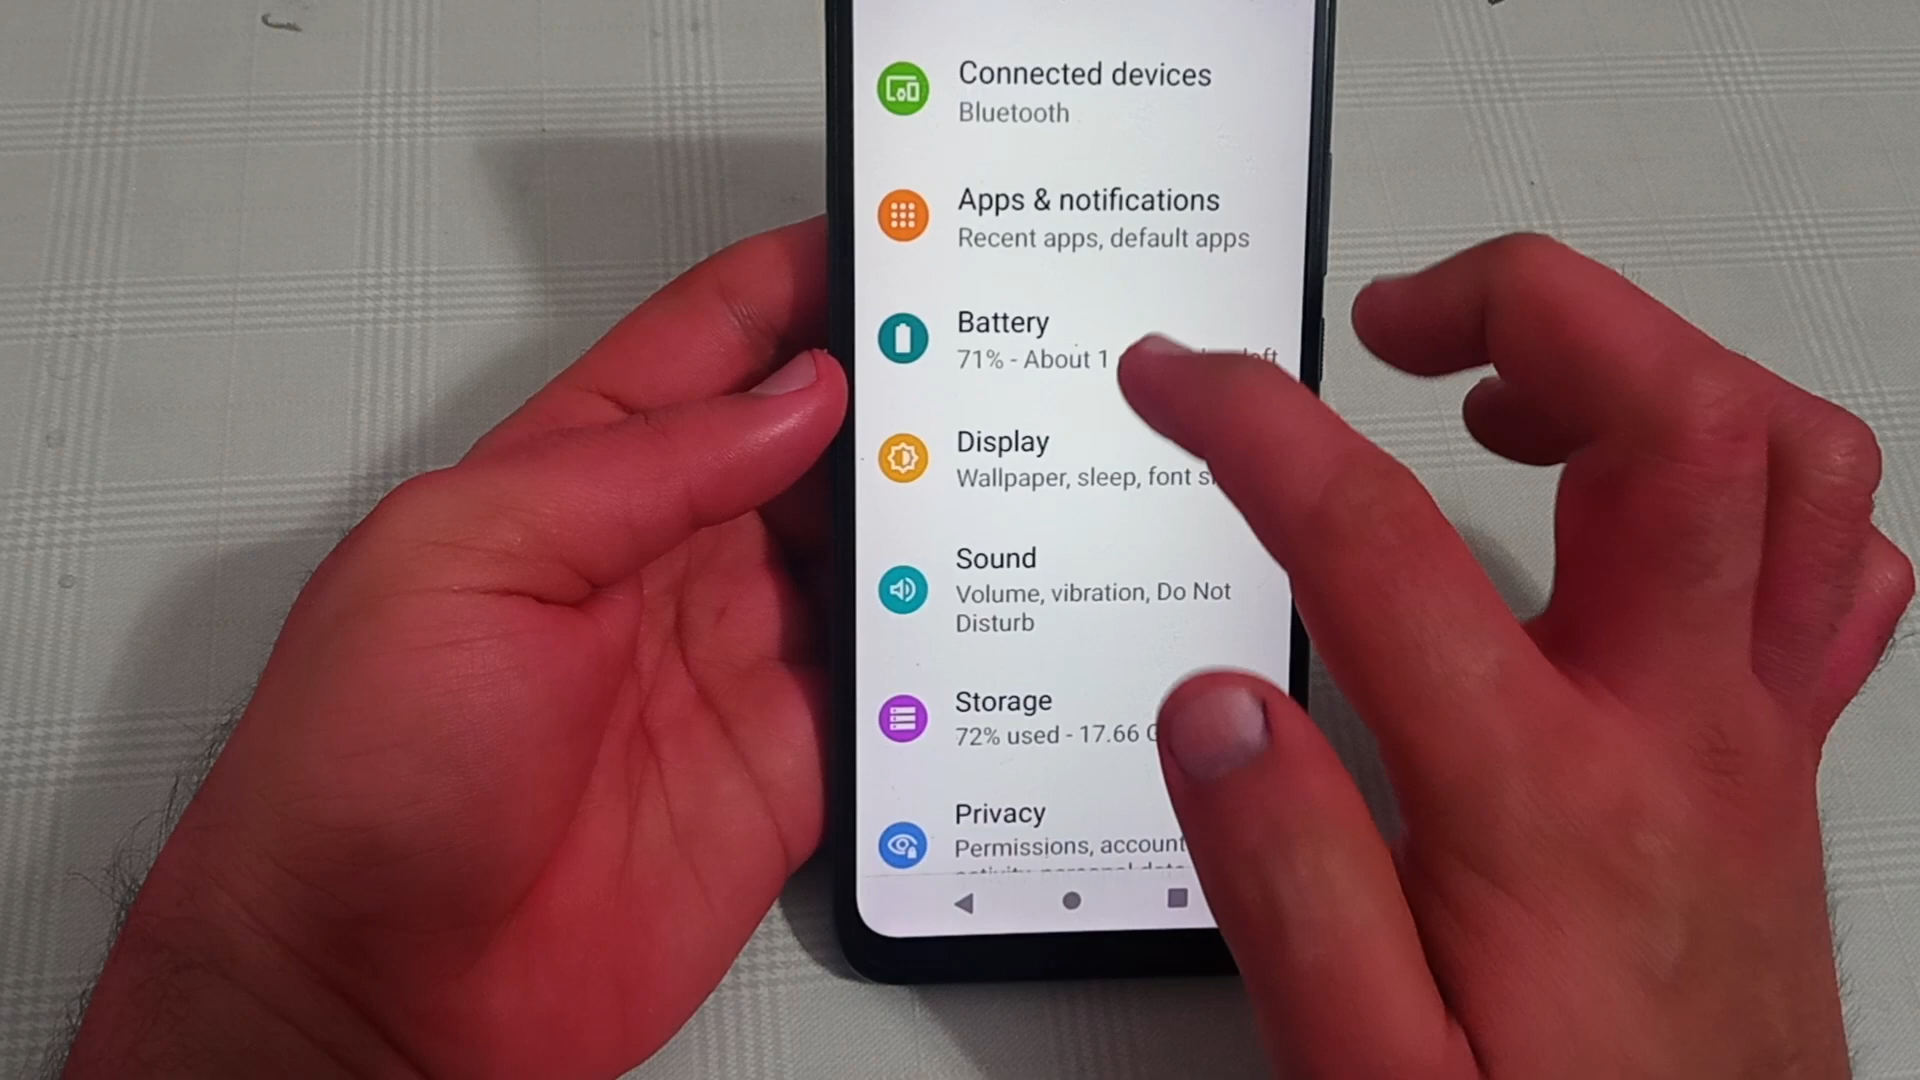 Connected devices
Bluetooth
Apps & notifications
Recent apps, default apps
Battery
71% - About 1
Display
Wallpaper, sleep, font
Sound
Volume, vibration, Do Not
Disturb
Storage
72% used - 17.66
Privacy
Permissions, account